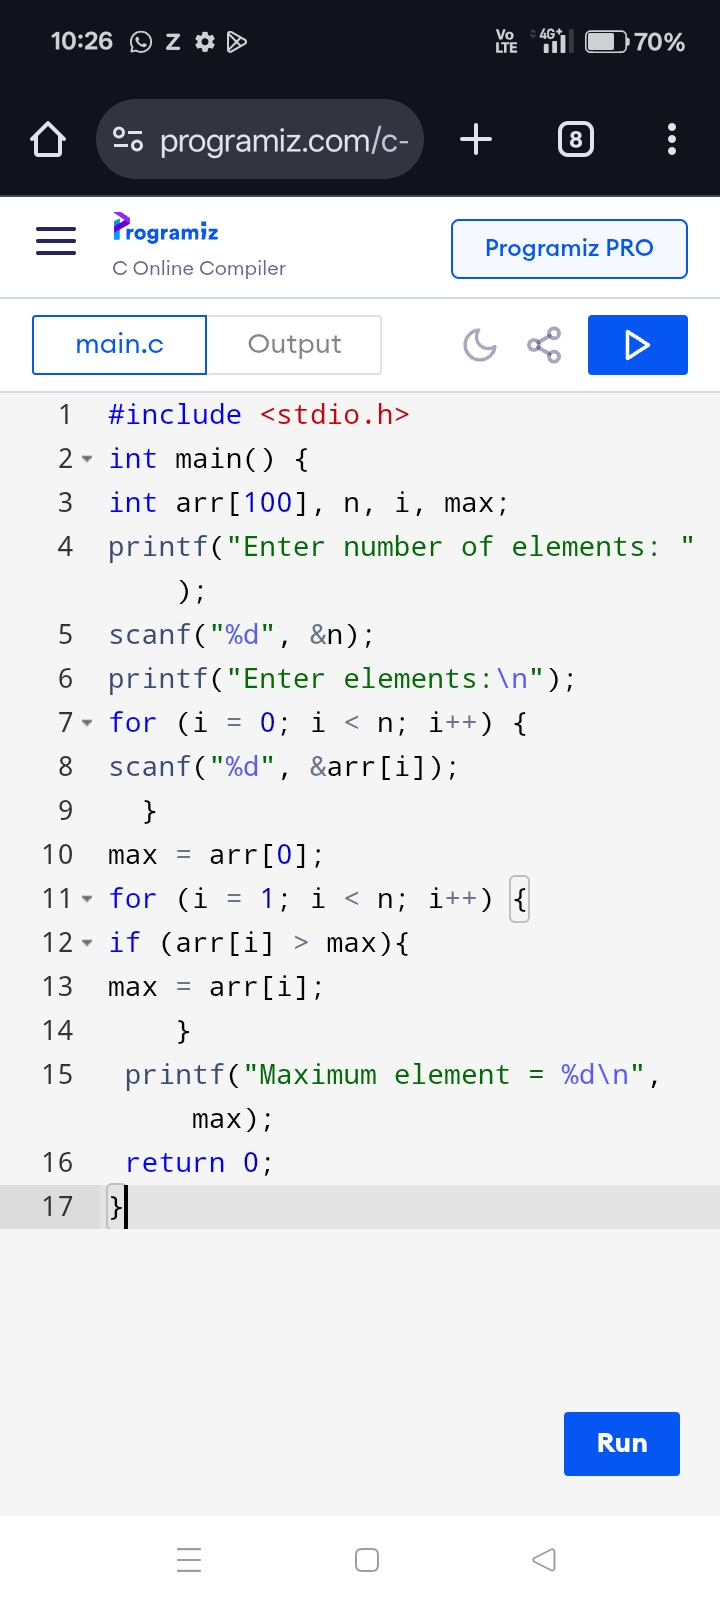 10:26 Z Vo LTE 4G+ 70%
programiz.com/c- 8
Programiz
C Online Compiler
Programiz PRO
main.c Output
1 #include <stdio.h>
2 int main() {
3 int arr[100], n, i, max;
4 printf("Enter number of elements: "
);
5 scanf("%d", &n);
6 printf("Enter elements:\n");
7 for (i = 0; i < n; i++) {
8 scanf("%d", &arr[i]);
9 }
10 max = arr[0];
11 for (i = 1; i < n; i++) {
12 if (arr[i] > max){
13 max = arr[i];
14 }
15 printf("Maximum element = %d\n",
max);
16 return 0;
17 }
Run